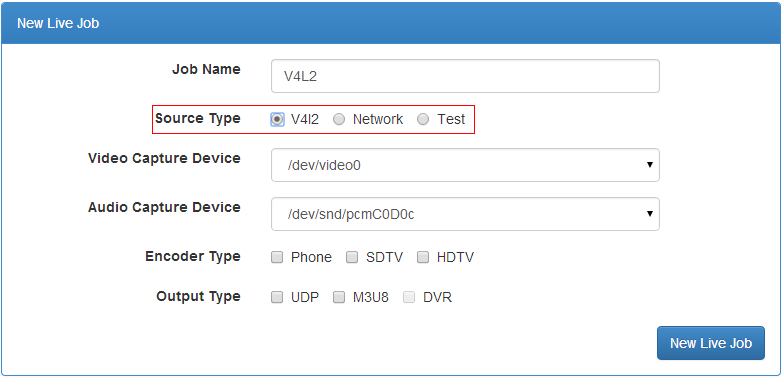 New Live Job
Job Name V4L2
Source Type V4l2 Network Test
Video Capture Device /dev/video0
Audio Capture Device /dev/snd/pcmC0D0c
Encoder Type Phone SDTV HDTV
Output Type UDP M3U8 DVR
New Live Job